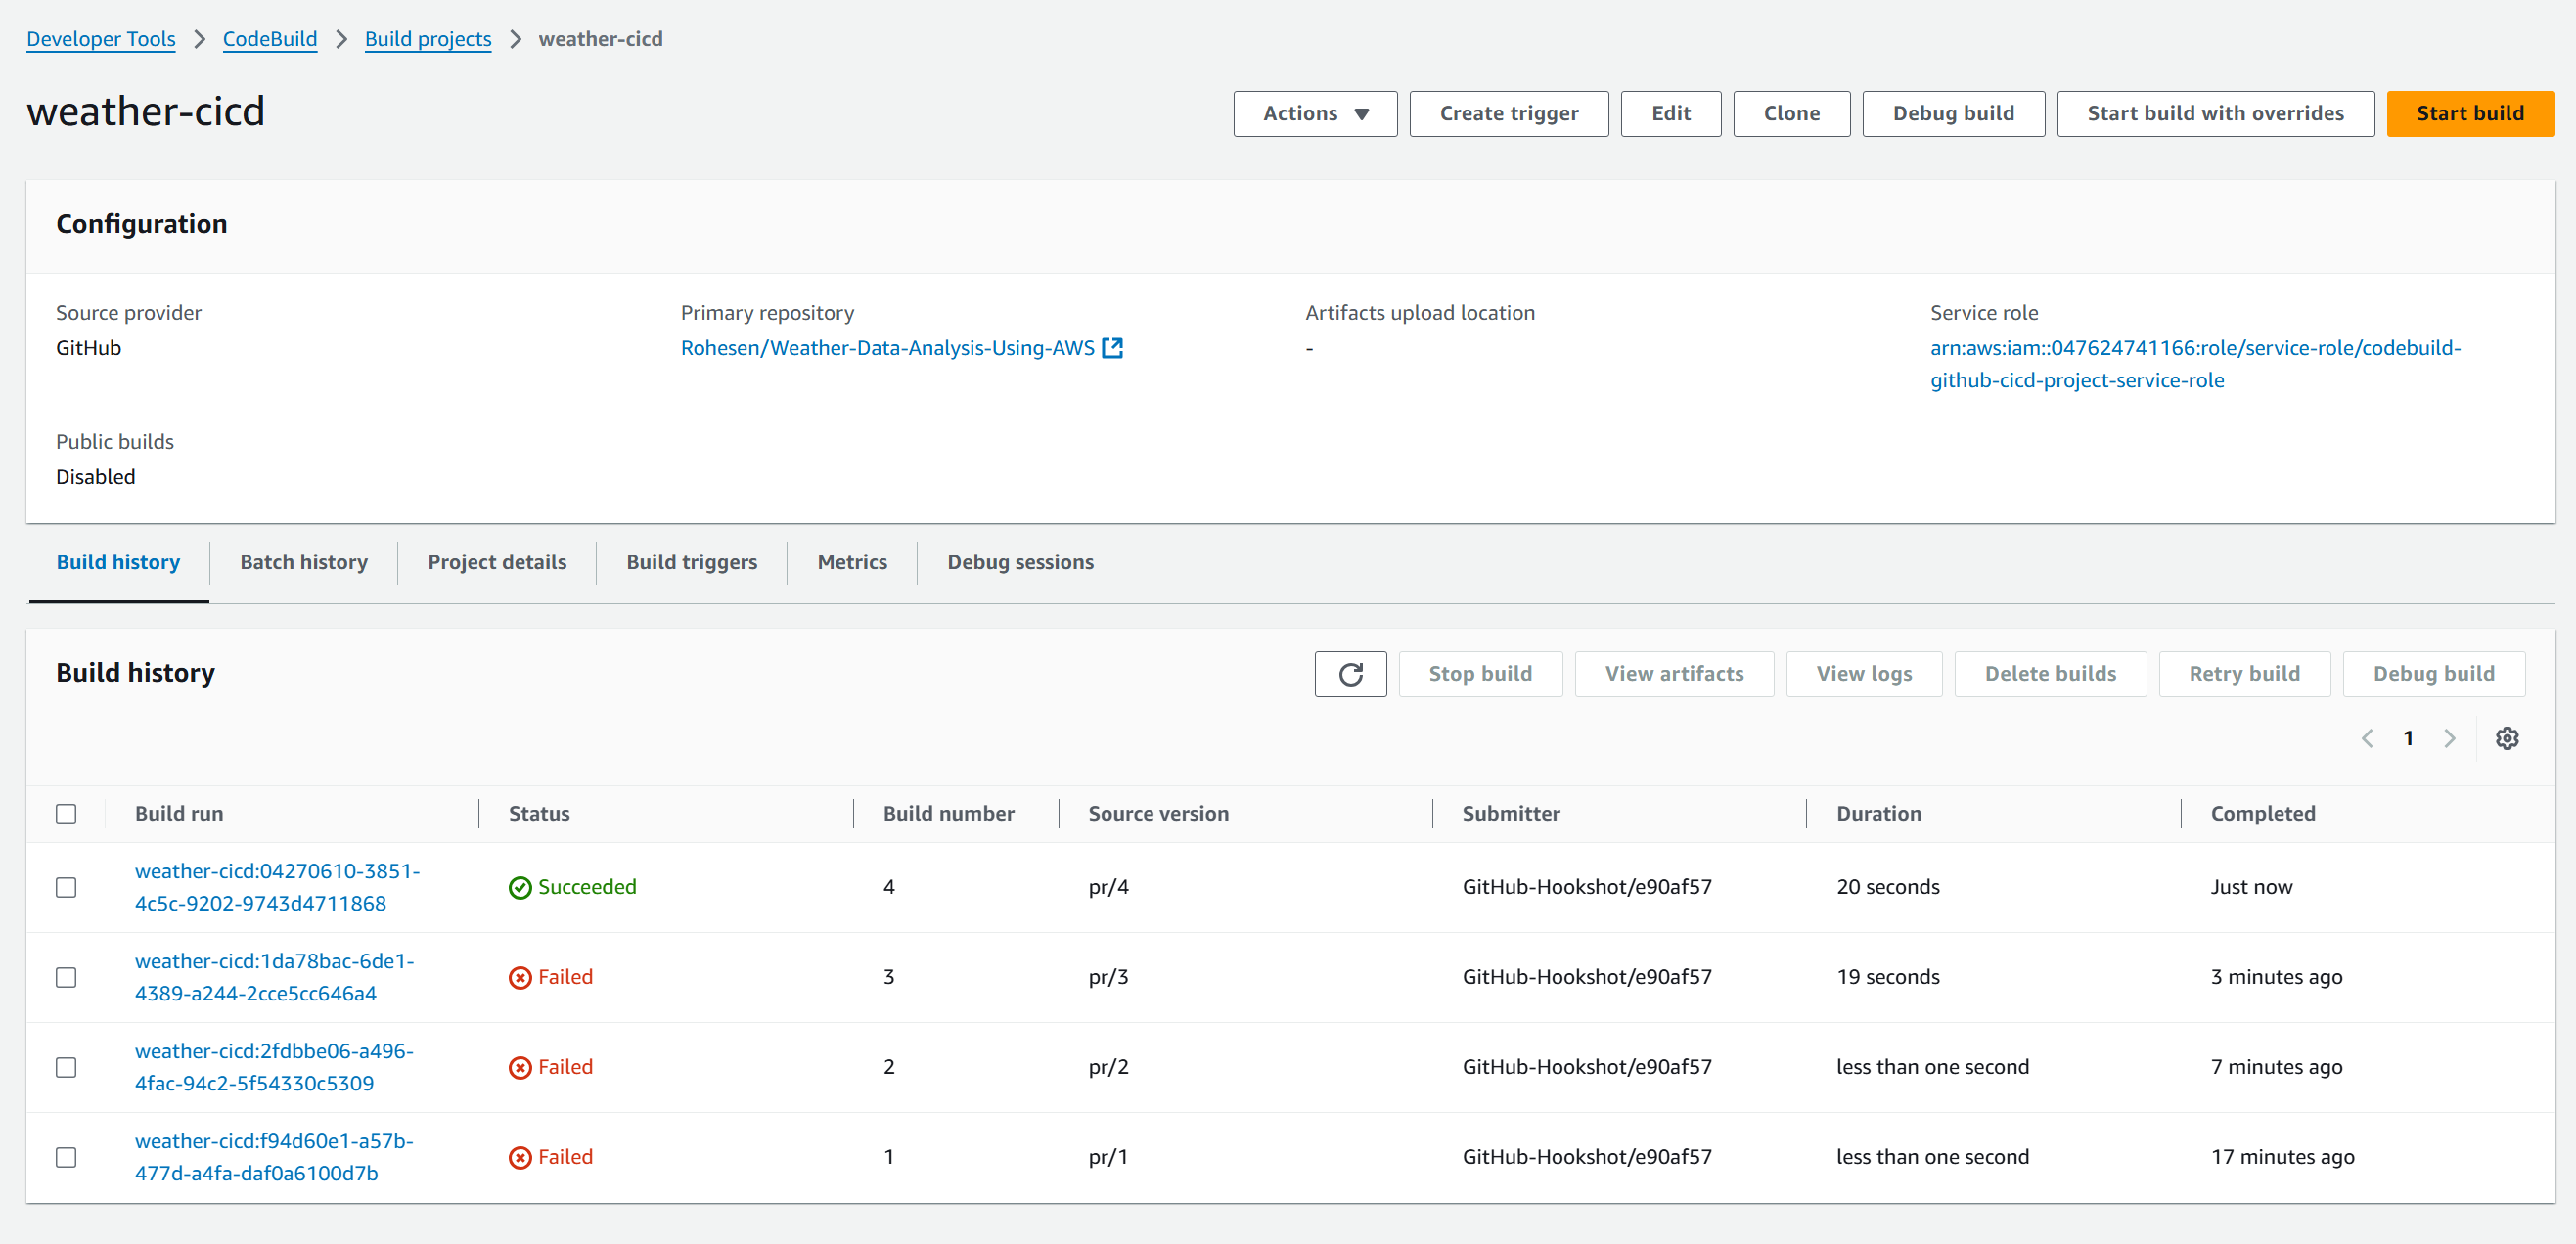 Developer Tools > CodeBuild > Build projects > weather-cicd
weather-cicd
Actions
Create trigger
Edit
Clone
Debug build
Start build with overrides
Start build
Configuration
Source provider
GitHub
Primary repository
Rohesen/Weather-Data-Analysis-Using-AWS
Artifacts upload location
-
Service role
arn:aws:iam::047624741166:role/service-role/codebuild-
github-cicd-project-service-role
Public builds
Disabled
Build history
Batch history
Project details
Build triggers
Metrics
Debug sessions
Build history
Stop build
View artifacts
View logs
Delete builds
Retry build
Debug build
1
Build run
Status
Build number
Source version
Submitter
Duration
Completed
weather-cicd:04270610-3851-
4c5c-9202-9743d4711868
Succeeded
4
pr/4
GitHub-Hookshot/e90af57
20 seconds
Just now
weather-cicd:1da78bac-6de1-
4389-a244-2cce5cc646a4
Failed
3
pr/3
GitHub-Hookshot/e90af57
19 seconds
3 minutes ago
weather-cicd:2fdbbe06-a496-
4fac-94c2-5f54330c5309
Failed
2
pr/2
GitHub-Hookshot/e90af57
less than one second
7 minutes ago
weather-cicd:f94d60e1-a57b-
477d-a4fa-daf0a6100d7b
Failed
1
pr/1
GitHub-Hookshot/e90af57
less than one second
17 minutes ago